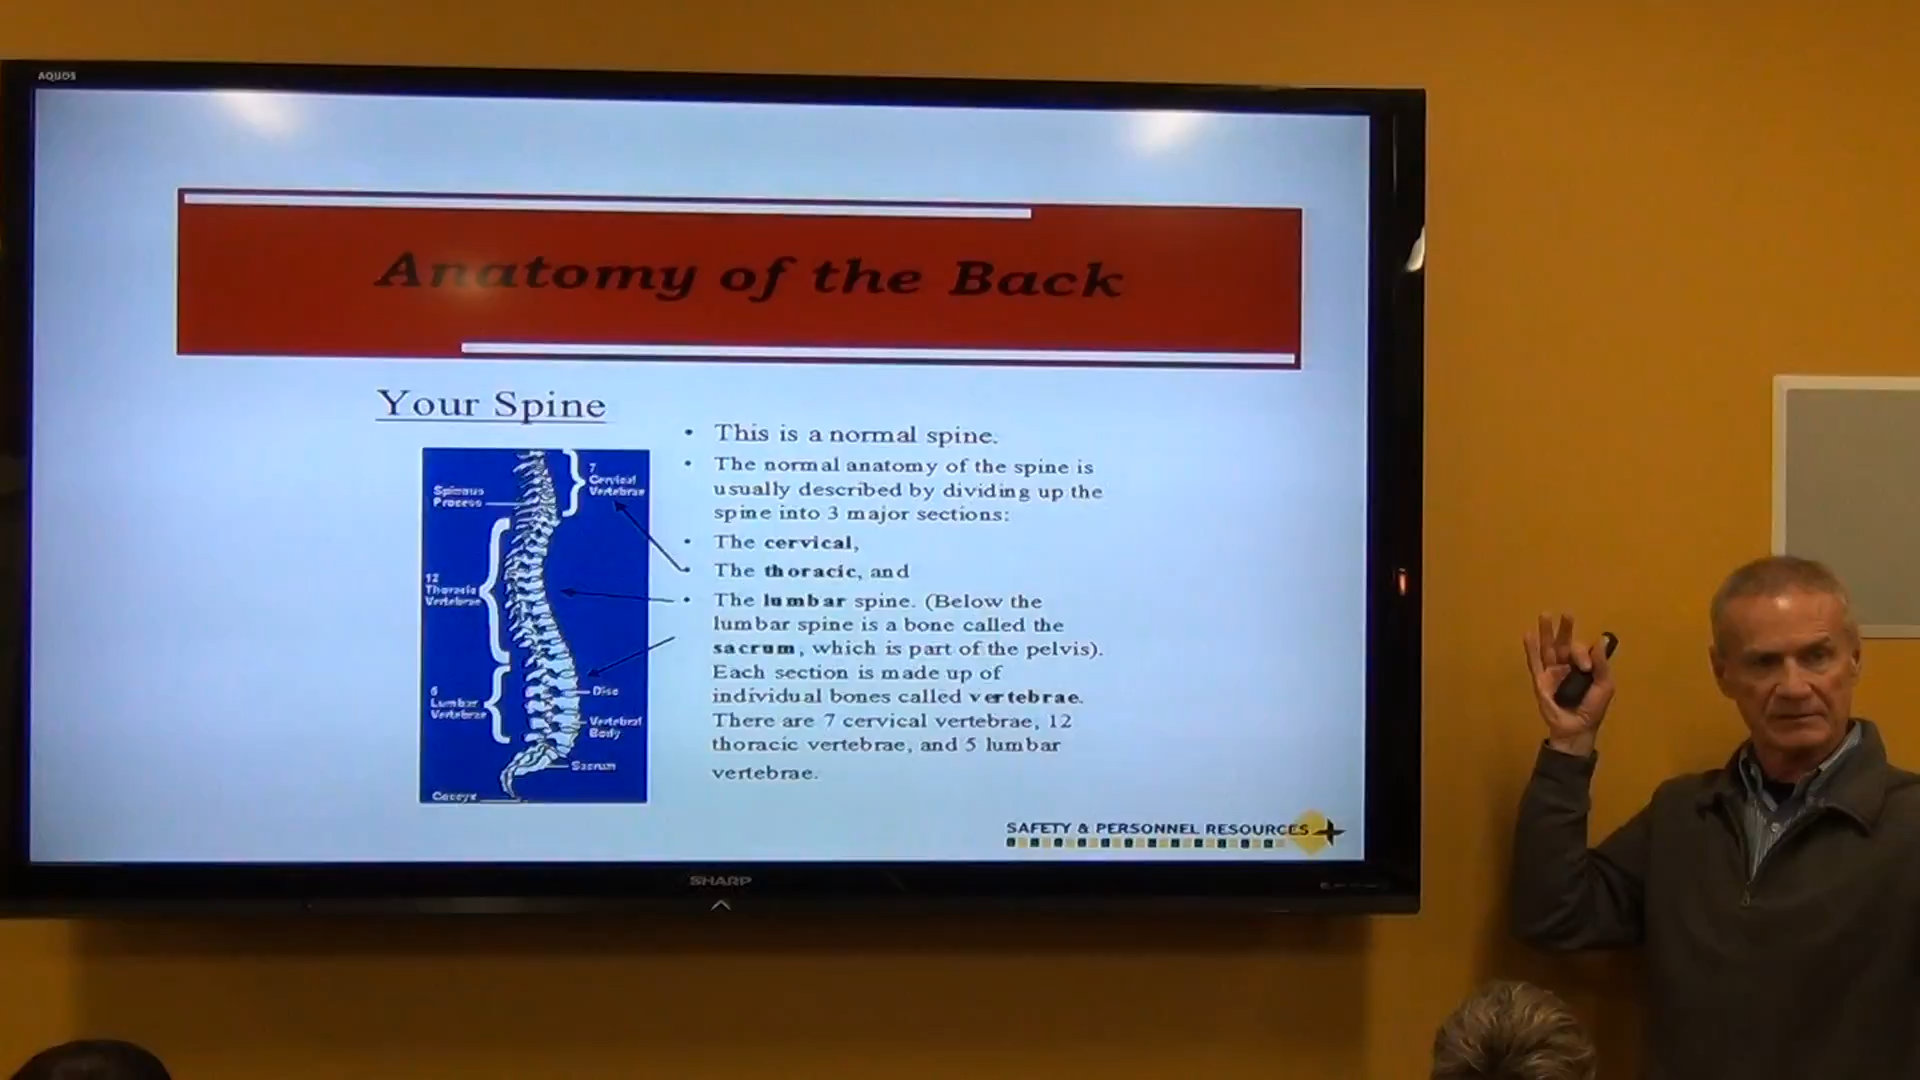 AQUOS
Anatomy of the Back
Your Spine
7
Cervical
Vertebrae
Spinous
Process
12
Thoracic
Vertebrae
Lumbar
Vertebrae
Disc
Vertebral
Body
Sacrum
Coccyx
• This is a normal spine.
• The normal anatomy of the spine is
usually described by dividing up the
spine into 3 major sections:
• The cervical,
• The thoracic, and
• The lumbar spine. (Below the
lumbar spine is a bone called the
sacrum, which is part of the pelvis).
Each section is made up of
individual bones called vertebrae.
There are 7 cervical vertebrae, 12
thoracic vertebrae, and 5 lumbar
vertebrae.
SAFETY & PERSONNEL RESOURCES
SHARP